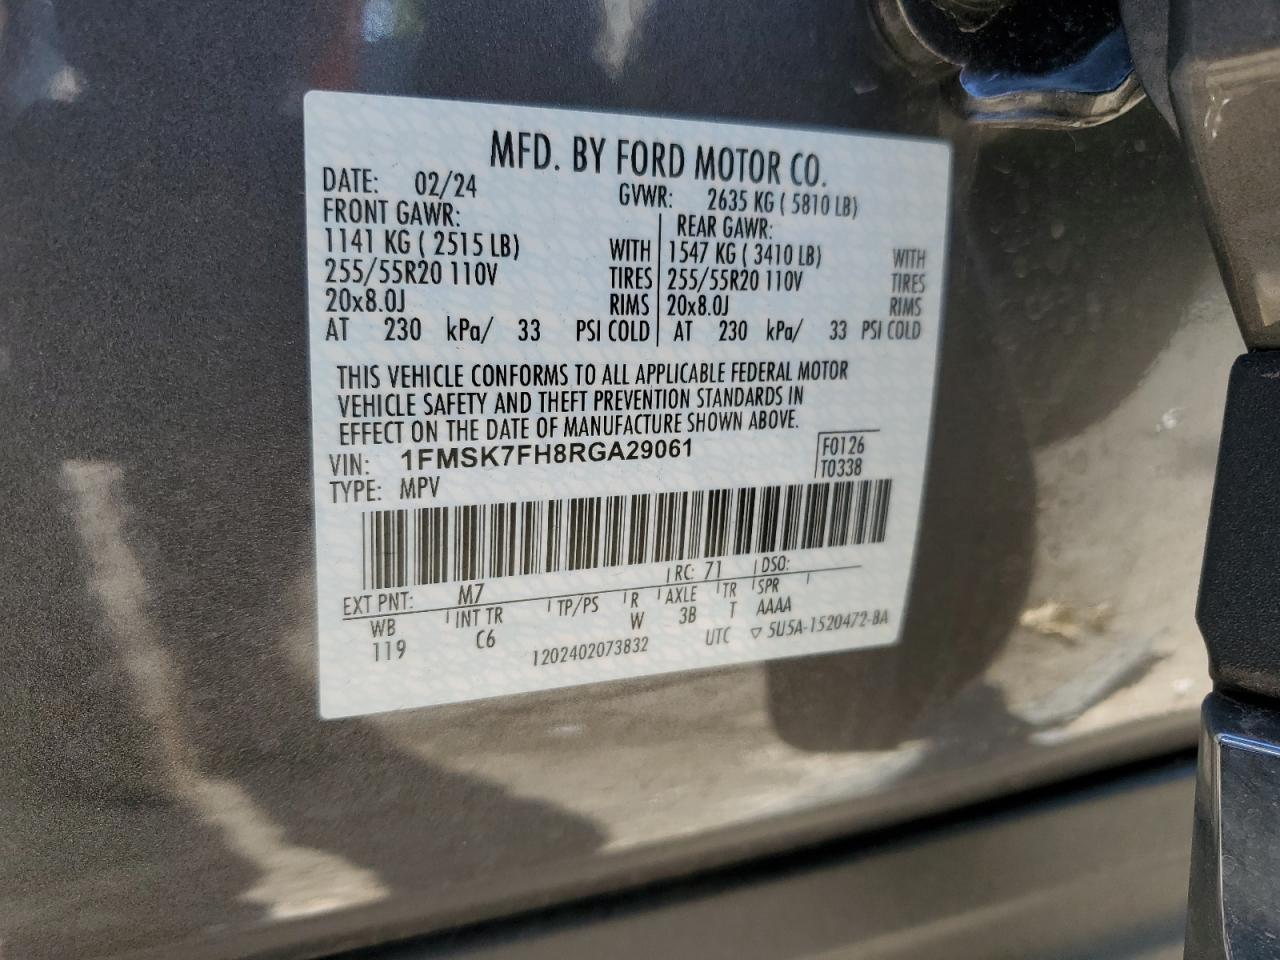 MFD. BY FORD MOTOR CO.
DATE: 02/24 GVWR: 2635 KG ( 5810 LB)
FRONT GAWR: REAR GAWR:
1141 KG ( 2515 LB) WITH 1547 KG ( 3410 LB) WITH
255/55R20 110V TIRES 255/55R20 110V TIRES
20x8.0J RIMS 20x8.0J RIMS
AT 230 kPa/ 33 PSI COLD AT 230 kPa/ 33 PSI COLD
THIS VEHICLE CONFORMS TO ALL APPLICABLE FEDERAL MOTOR
VEHICLE SAFETY AND THEFT PREVENTION STANDARDS IN
EFFECT ON THE DATE OF MANUFACTURE SHOWN ABOVE.
VIN: 1FMSK7FH8RGA29061 F0126
TYPE: MPV T0338
EXT PNT: M7 RC: 71 DSO:
WB INT TR TP/PS R AXLE TR SPR
119 C6 W 3B T AAAA
1202402073832 UTC ▽ 5U5A-1520472-BA